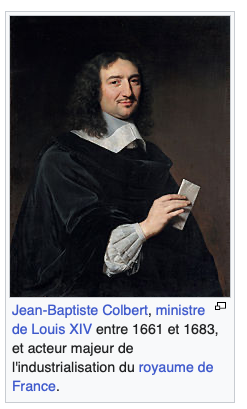 Jean-Baptiste Colbert, ministre
de Louis XIV entre 1661 et 1683,
et acteur majeur de
l'industrialisation du royaume de
France.